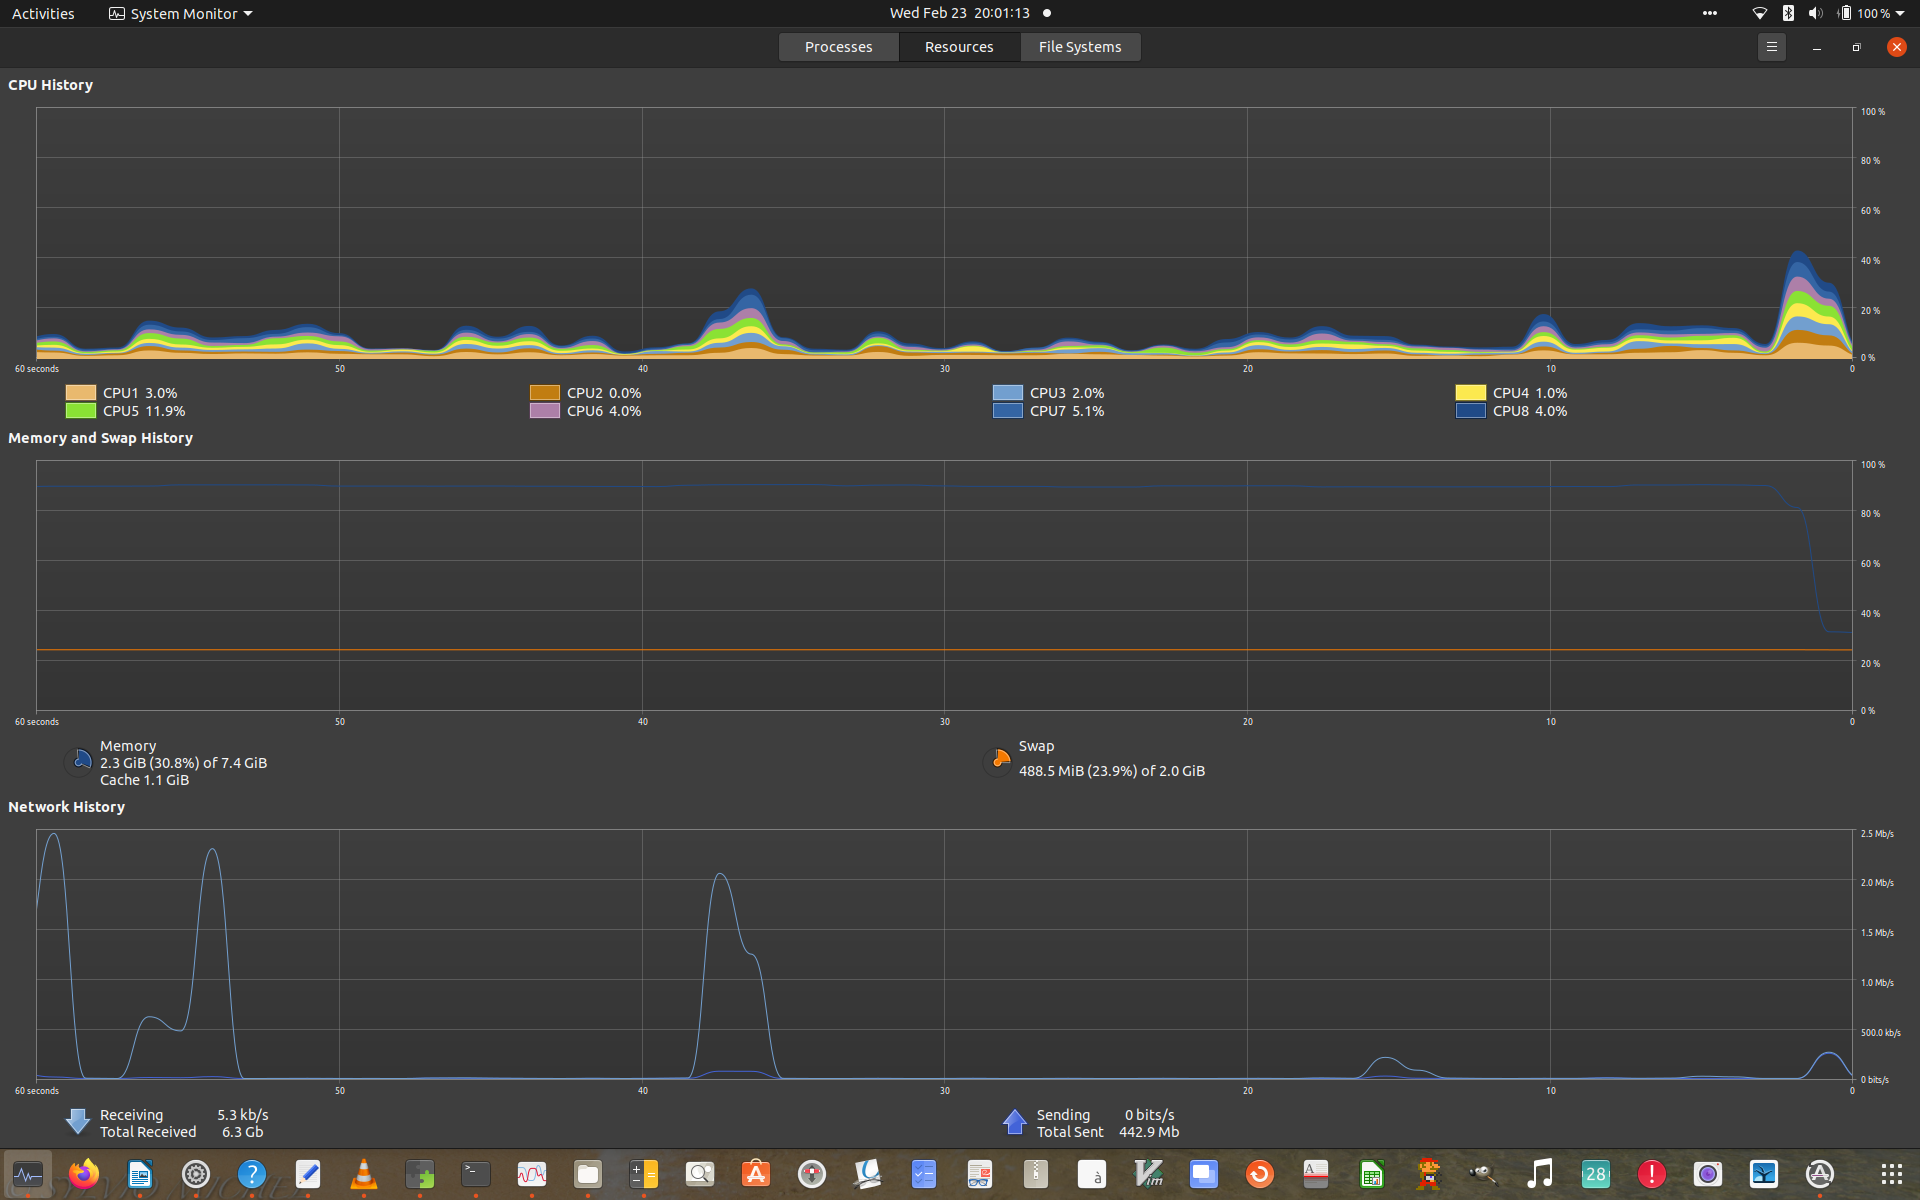 Activities System Monitor Wed Feb 23 20:01:13 100 %
Processes Resources File Systems
CPU History
100 %
80 %
60 %
40 %
20 %
0 %
60 seconds 50 40 30 20 10 0
CPU1 3.0% CPU2 0.0% CPU3 2.0% CPU4 1.0%
CPU5 11.9% CPU6 4.0% CPU7 5.1% CPU8 4.0%
Memory and Swap History
100 %
80 %
60 %
40 %
20 %
0 %
60 seconds 50 40 30 20 10 0
Memory
2.3 GiB (30.8%) of 7.4 GiB
Cache 1.1 GiB
Swap
488.5 MiB (23.9%) of 2.0 GiB
Network History
2.5 Mb/s
2.0 Mb/s
1.5 Mb/s
1.0 Mb/s
500.0 kb/s
0 bits/s
60 seconds 50 40 30 20 10 0
Receiving 5.3 kb/s
Total Received 6.3 Gb
Sending 0 bits/s
Total Sent 442.9 Mb
? >_ A à Vim A 28 !